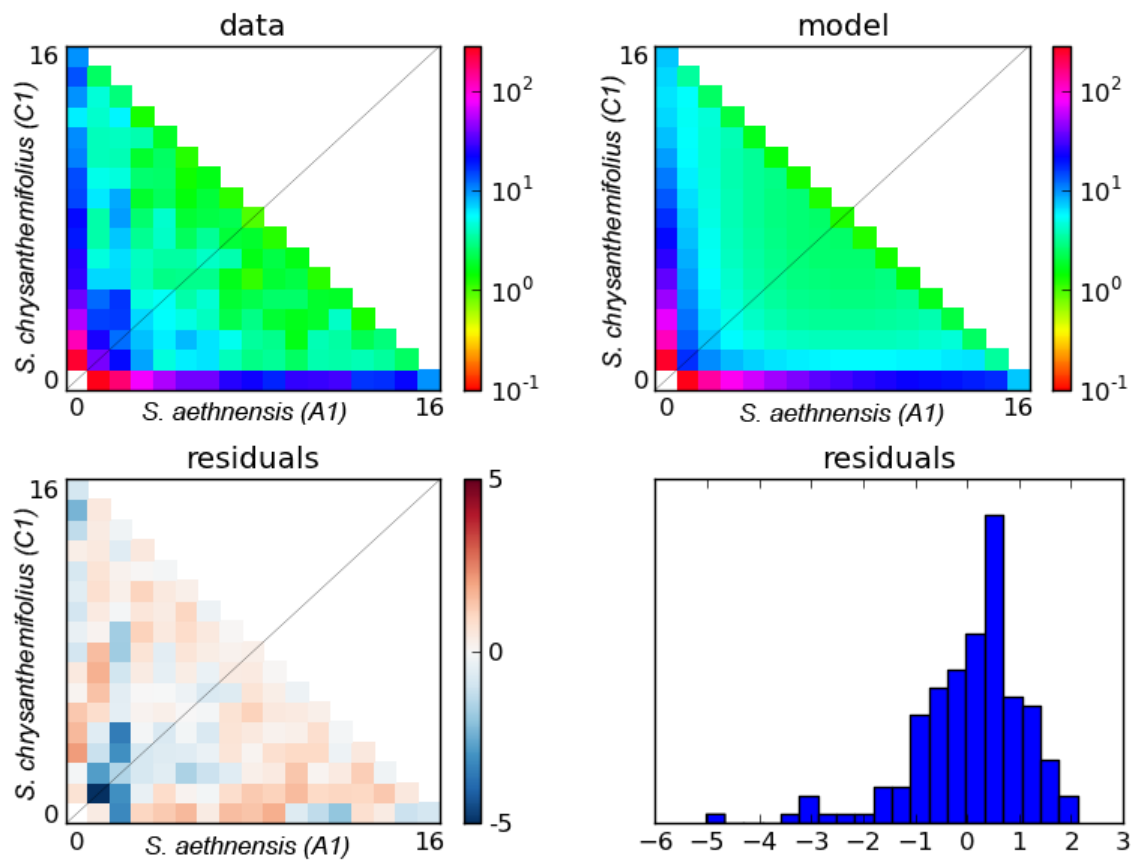 data
16
S. chrysanthemifolius (C1)
0
0
S. aethnensis (A1)
16
10^2
10^1
10^0
10^-1
model
16
S. chrysanthemifolius (C1)
0
0
S. aethnensis (A1)
16
10^2
10^1
10^0
10^-1
residuals
16
S. chrysanthemifolius (C1)
0
0
S. aethnensis (A1)
16
5
0
-5
residuals
-6 -5 -4 -3 -2 -1 0 1 2 3